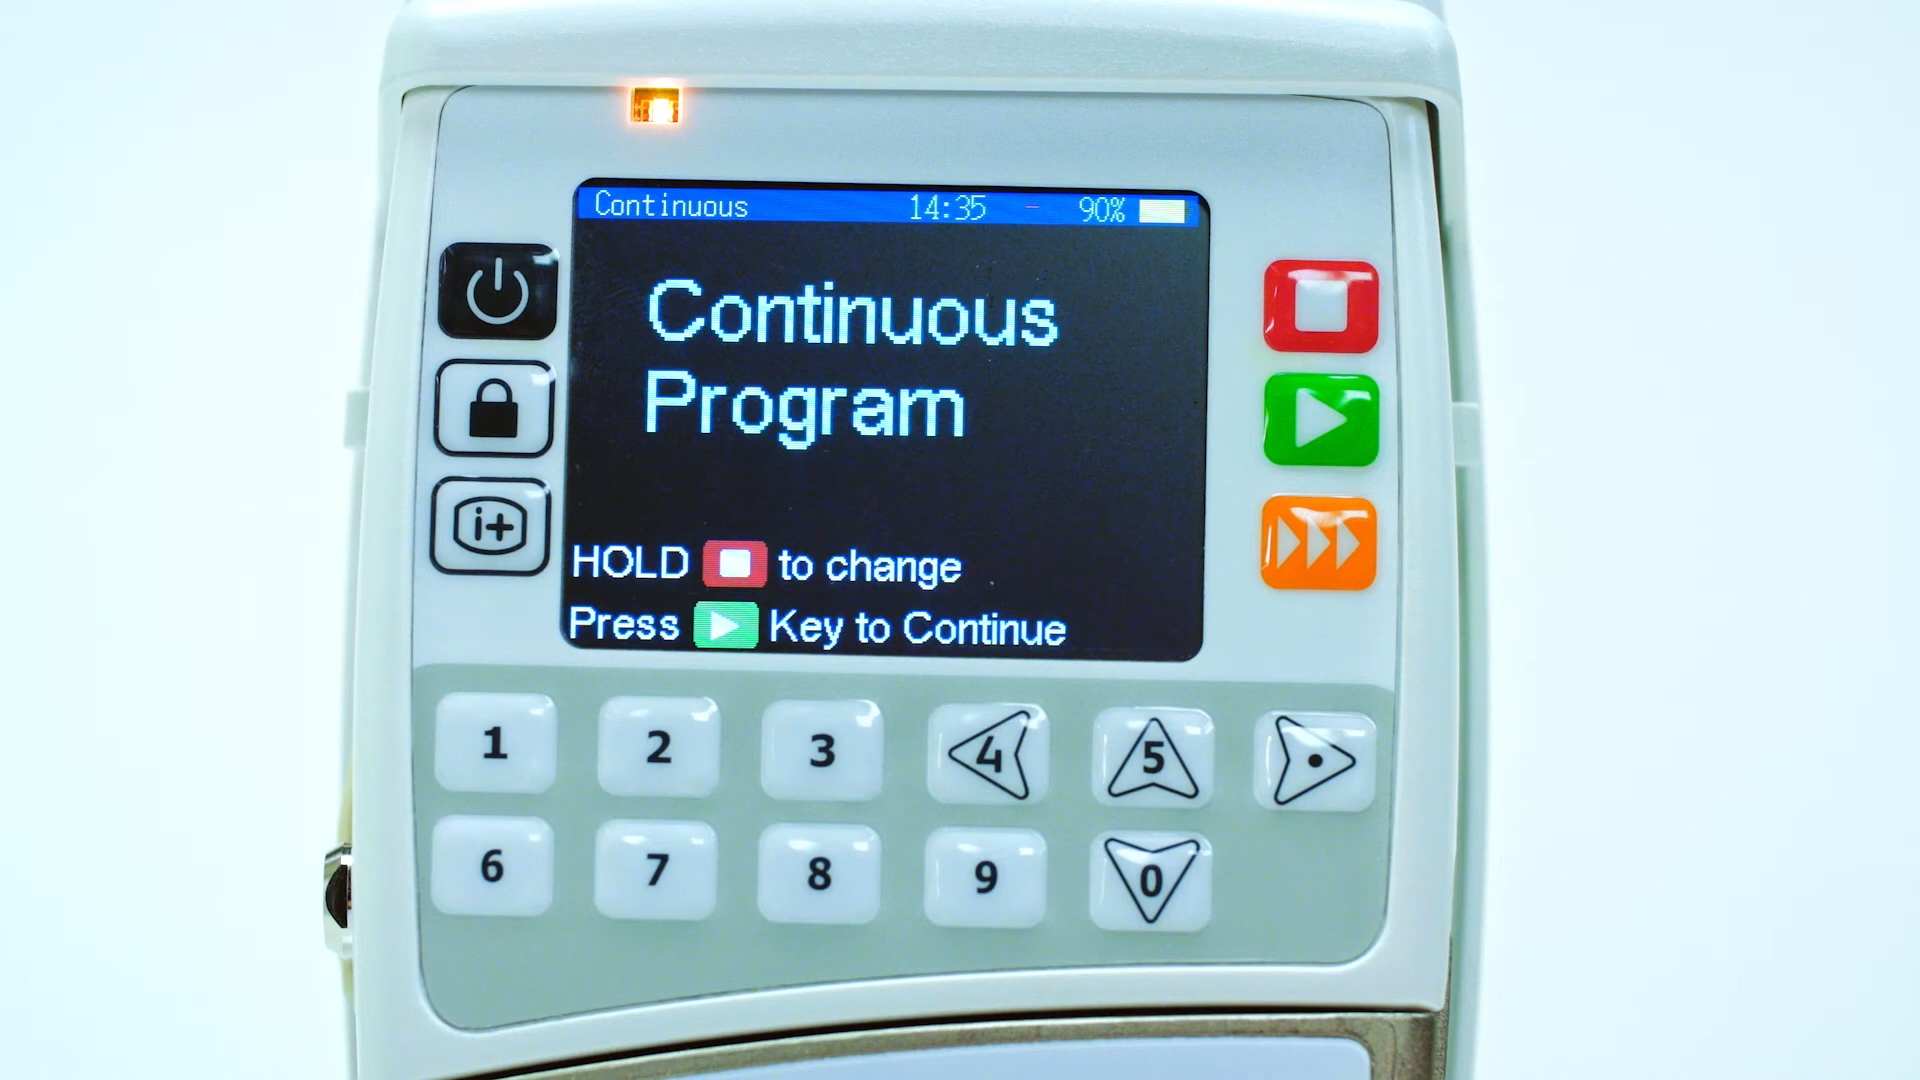 Continuous 14:35 - 90%
Continuous
Program
HOLD to change
Press Key to Continue
i+
1 2 3 4 5
6 7 8 9 0